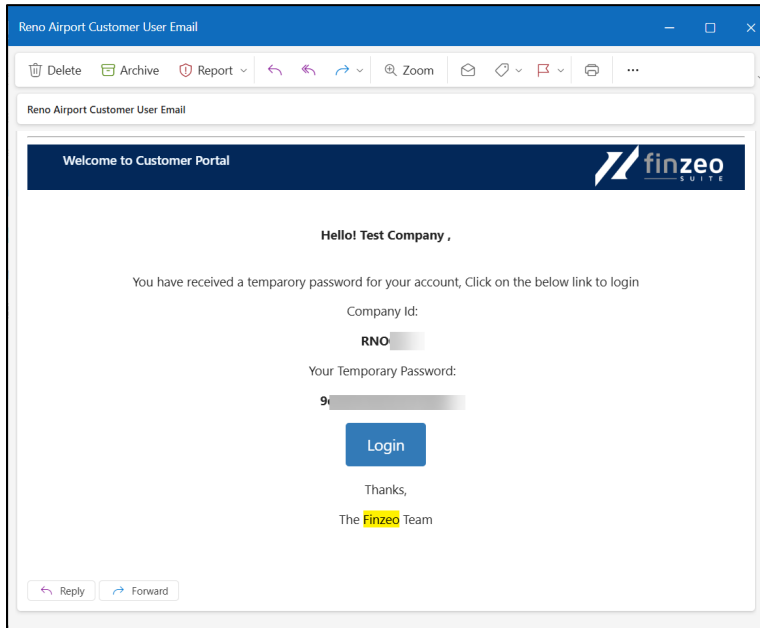 Reno Airport Customer User Email
Delete Archive Report Zoom
Reno Airport Customer User Email
Welcome to Customer Portal
finzeo
SUITE
Hello! Test Company ,
You have received a temparory password for your account, Click on the below link to login
Company Id:
RNO
Your Temporary Password:
Login
Thanks,
The Finzeo Team
Reply Forward